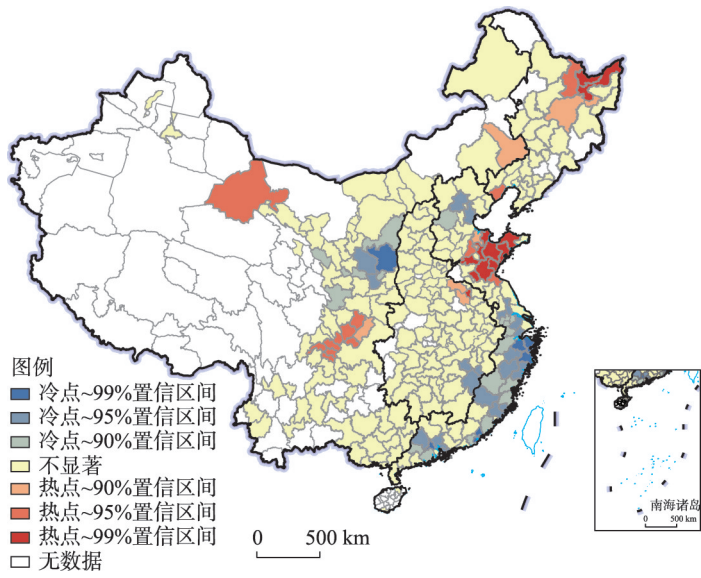 0 500 km
图例
冷点~99%置信区间
冷点~95%置信区间
冷点~90%置信区间
不显著
热点~90%置信区间
热点~95%置信区间
热点~99%置信区间
无数据
0 500 km
南海诸岛
0 500 km